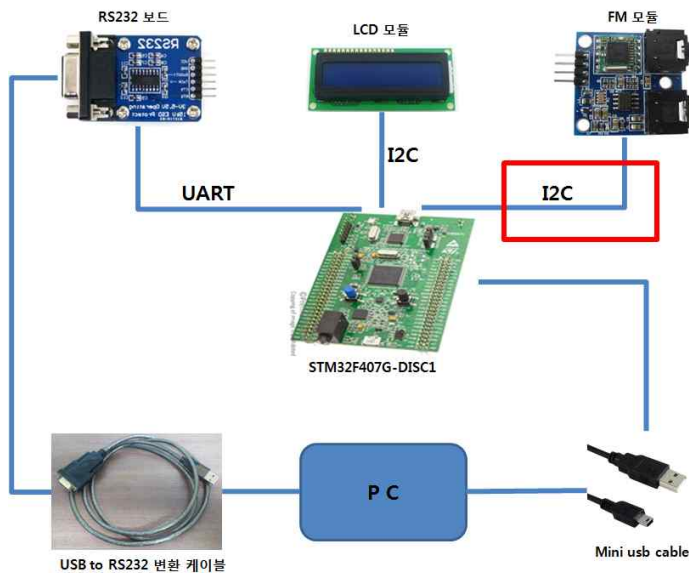 RS232 보드
LCD 모듈
FM 모듈
RS232
I2C
UART
I2C
STM32F407G-DISC1
P C
USB to RS232 변환 케이블
Mini usb cable